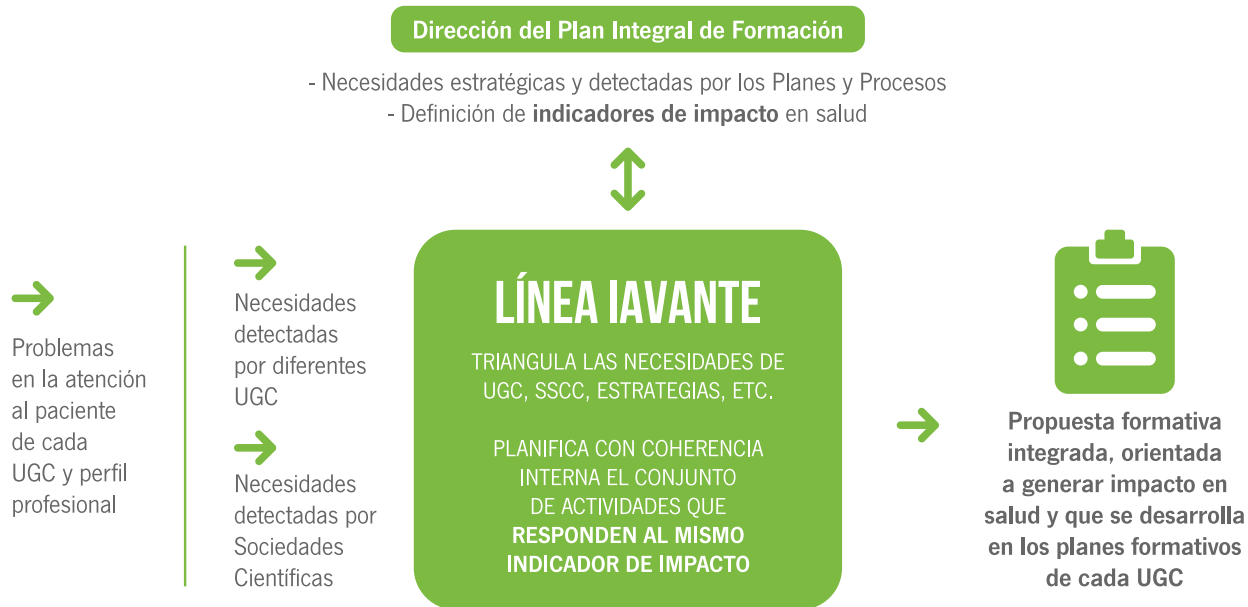 Dirección del Plan Integral de Formación
- Necesidades estratégicas y detectadas por los Planes y Procesos
- Definición de indicadores de impacto en salud
Problemas
en la atención
al paciente
de cada
UGC y perfil
profesional
Necesidades
detectadas
por diferentes
UGC
Necesidades
detectadas por
Sociedades
Científicas
LÍNEA IAVANTE
TRIANGULA LAS NECESIDADES DE
UGC, SSCC, ESTRATEGIAS, ETC.
PLANIFICA CON COHERENCIA
INTERNA EL CONJUNTO
DE ACTIVIDADES QUE
RESPONDEN AL MISMO
INDICADOR DE IMPACTO
Propuesta formativa
integrada, orientada
a generar impacto en
salud y que se desarrolla
en los planes formativos
de cada UGC